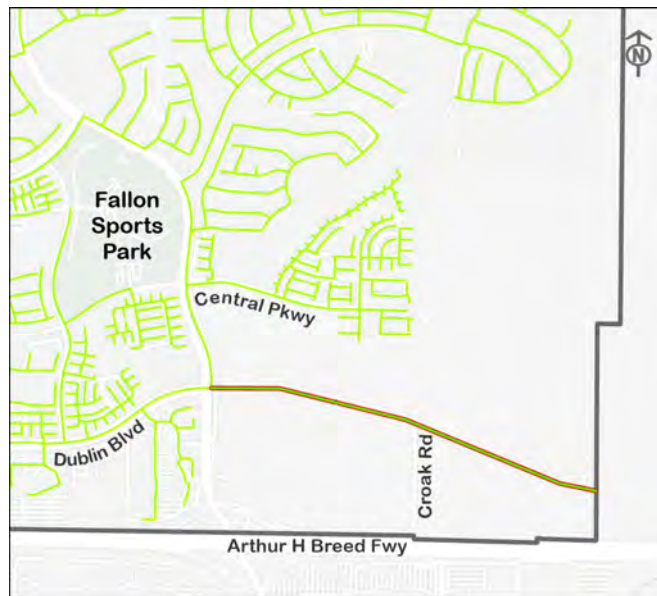 N
Fallon
Sports
Park
Central Pkwy
Dublin Blvd
Croak Rd
Arthur H Breed Fwy